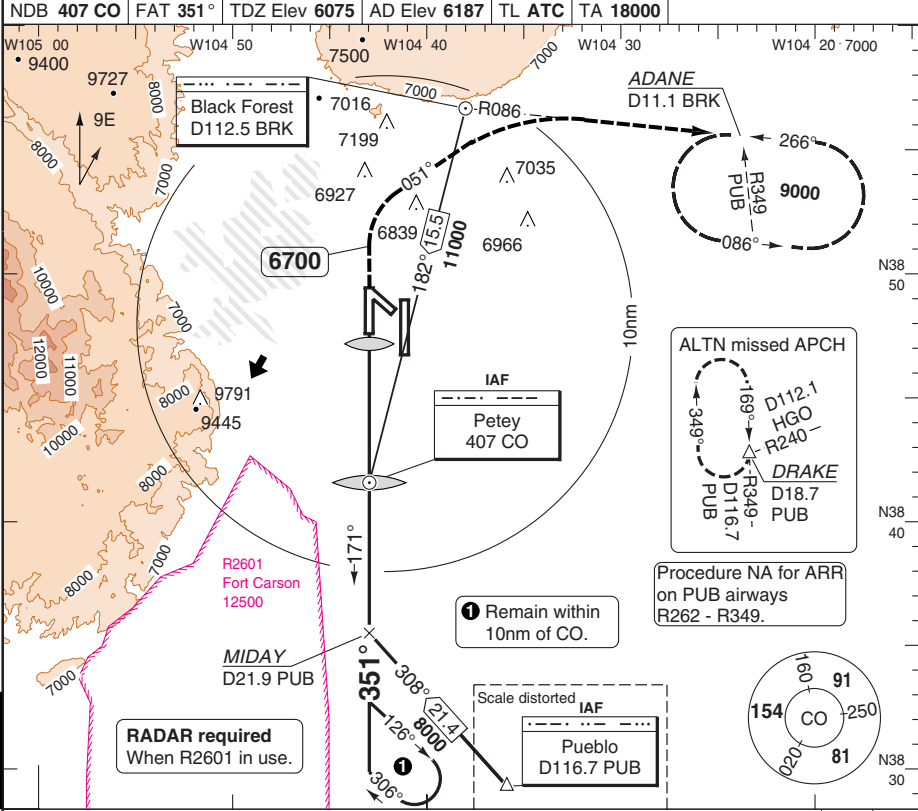 NDB 407 CO FAT 351° TDZ Elev 6075 AD Elev 6187 TL ATC TA 18000
W105 00 W104 50 W104 40 W104 30 W104 20
7000
9400
9727
8000
7500
7000
7000
9E
Black Forest
D112.5 BRK
7016
7199
6927
R086
ADANE
D11.1 BRK
8000
7000
051°
7035
266°
R349
PUB
9000
086°
6839
15.5
11000
182°
6966
6700
N38
50
10000
7000
12000
11000
10nm
8000
9791
9445
10000
8000
IAF
Petey
407 CO
ALTN missed APCH
349°
169°
D112.1
HGO
R240
DRAKE
D18.7
PUB
R349
D116.7
PUB
N38
40
171°
R2601
Fort Carson
12500
7000
8000
Procedure NA for ARR
on PUB airways
R262 - R349.
1 Remain within
10nm of CO.
MIDAY
D21.9 PUB
7000
351°
308°
21.4
8000
126°
306°
1
Scale distorted
IAF
Pueblo
D116.7 PUB
RADAR required
When R2601 in use.
160
91
154
CO
250
020
81
N38
30